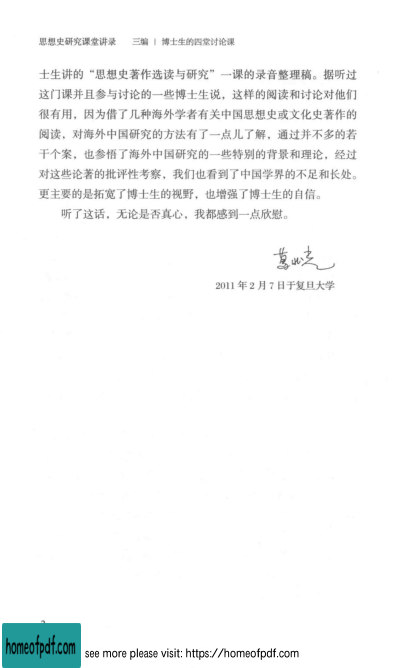 思想史研究课堂讲录 三编 | 博士生的四堂讨论课
士生讲的“思想史著作选读与研究”一课的录音整理稿。据听过
这门课并且参与讨论的一些博士生说，这样的阅读和讨论对他们
很有用，因为借了几种海外学者有关中国思想史或文化史著作的
阅读，对海外中国研究的方法有了一点儿了解，通过并不多的若
干个案，也参悟了海外中国研究的一些特别的背景和理论，经过
对这些论著的批评性考察，我们也看到了中国学界的不足和长处。
更主要的是拓宽了博士生的视野，也增强了博士生的自信。
听了这话，无论是否真心，我都感到一点欣慰。
葛兆光
2011 年 2 月 7 日于复旦大学
homeofpdf.com
see more please visit: https://homeofpdf.com